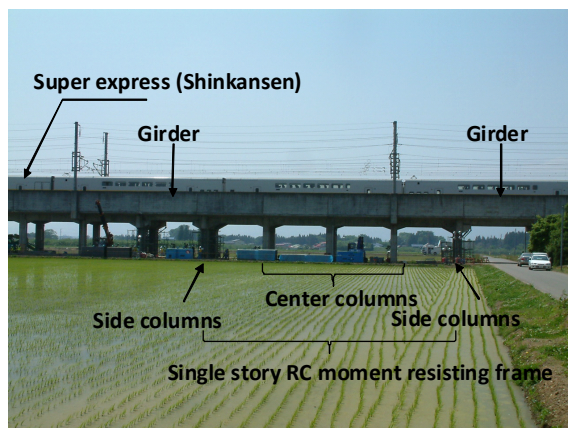 Super express (Shinkansen)
Girder
Girder
Center columns
Side columns
Side columns
Single story RC moment resisting frame